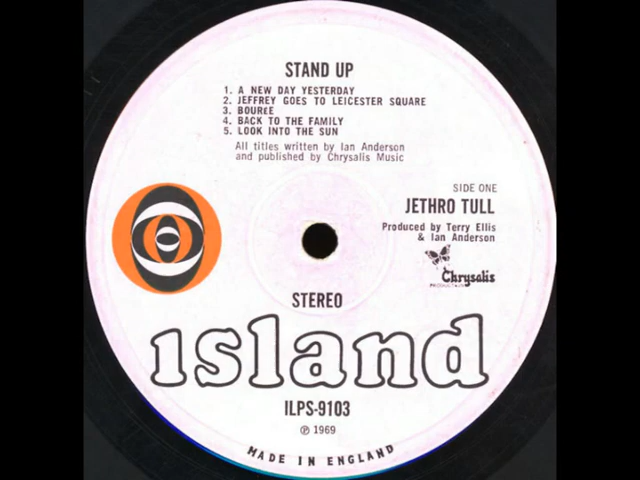 STAND UP
1. A NEW DAY YESTERDAY
2. JEFFREY GOES TO LEICESTER SQUARE
3. BOUREE
4. BACK TO THE FAMILY
5. LOOK INTO THE SUN
All titles written by Ian Anderson
and published by Chrysalis Music
SIDE ONE
JETHRO TULL
Produced by Terry Ellis
& Ian Anderson
Chrysalis
PRODUCTION
STEREO
island
ILPS-9103
℗ 1969
MADE IN ENGLAND